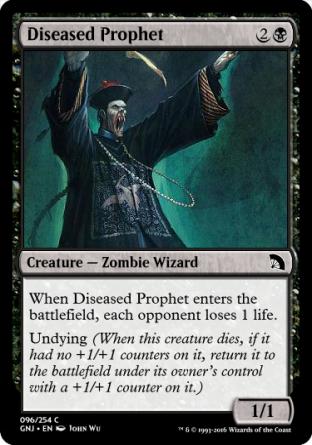 Diseased Prophet 2
Creature — Zombie Wizard
When Diseased Prophet enters the
battlefield, each opponent loses 1 life.
Undying (When this creature dies, if it
had no +1/+1 counters on it, return it to
the battlefield under its owner's control
with a +1/+1 counter on it.)
1/1
096/254 C
GNJ • EN John Wu
™ & © 1993-2016 Wizards of the Coast